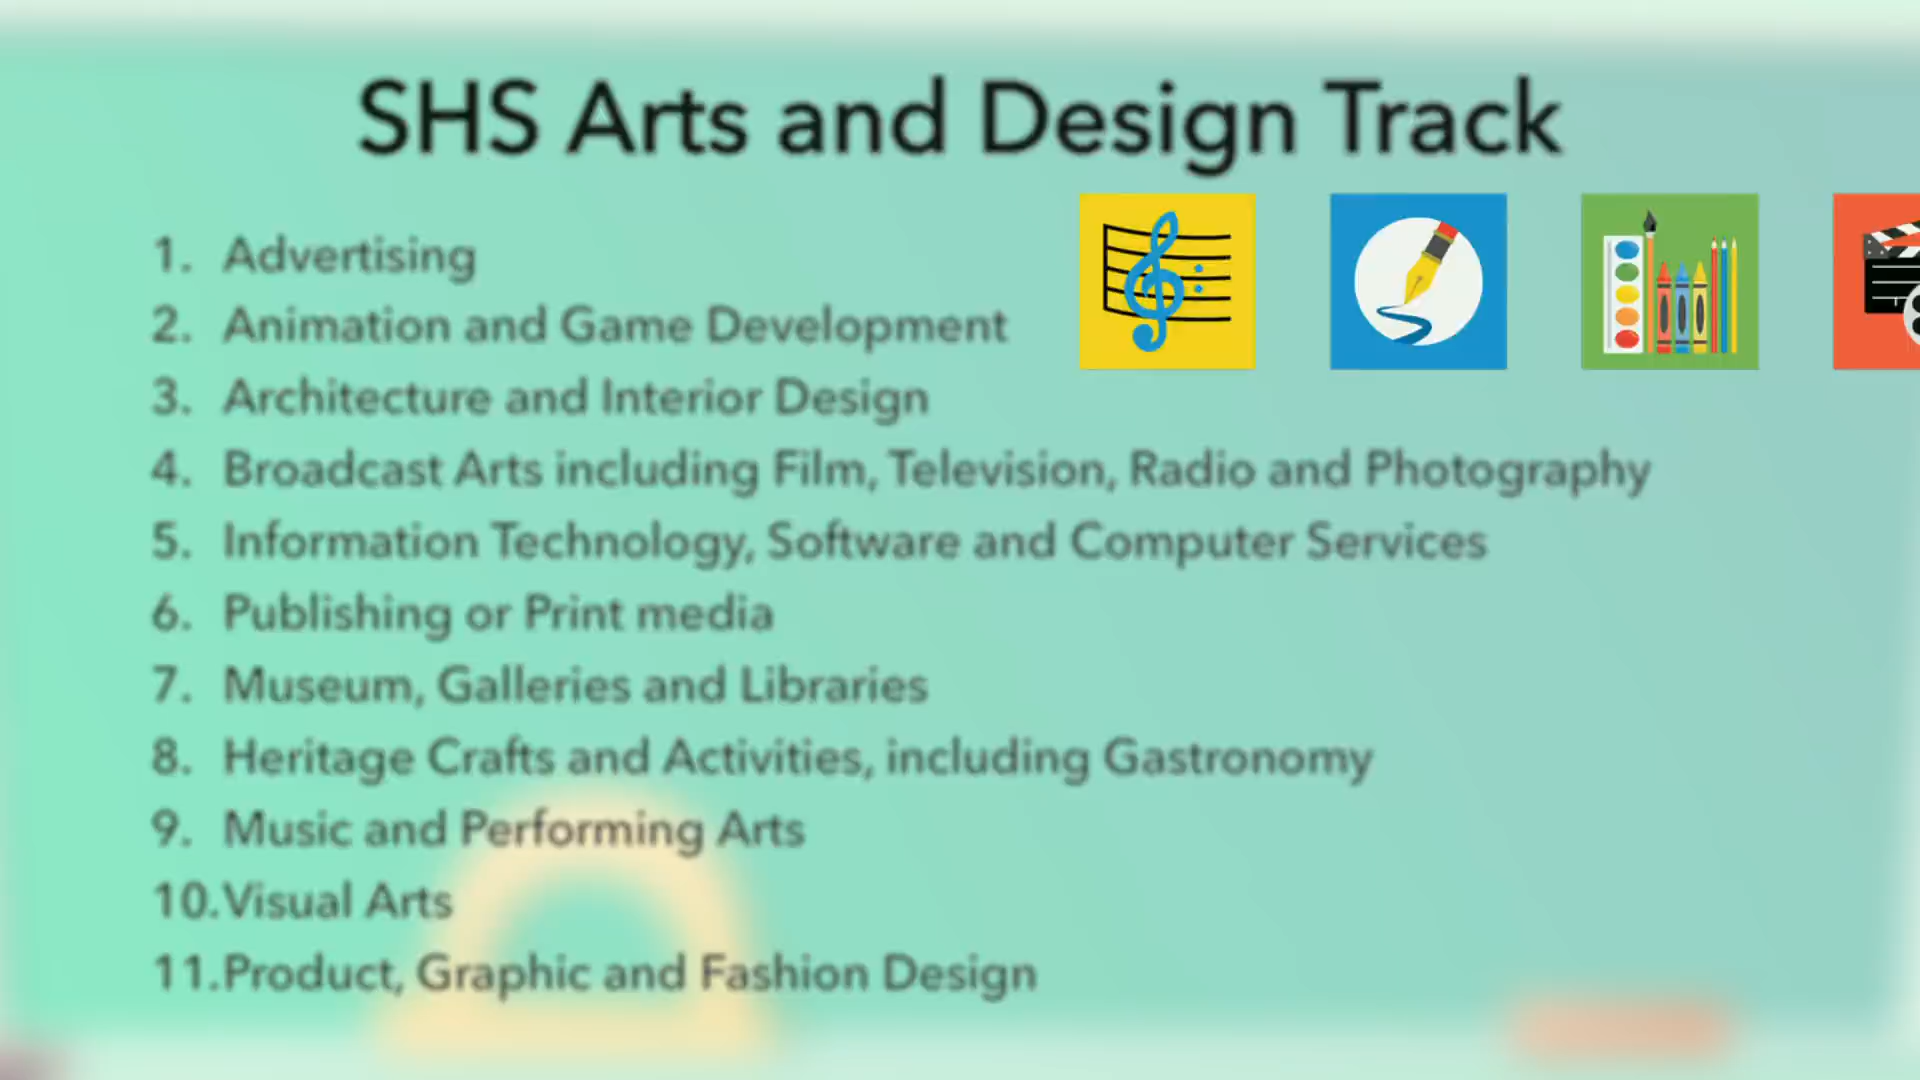 SHS Arts and Design Track
1. Advertising
2. Animation and Game Development
3. Architecture and Interior Design
4. Broadcast Arts including Film, Television, Radio and Photography
5. Information Technology, Software and Computer Services
6. Publishing or Print media
7. Museum, Galleries and Libraries
8. Heritage Crafts and Activities, including Gastronomy
9. Music and Performing Arts
10. Visual Arts
11. Product, Graphic and Fashion Design